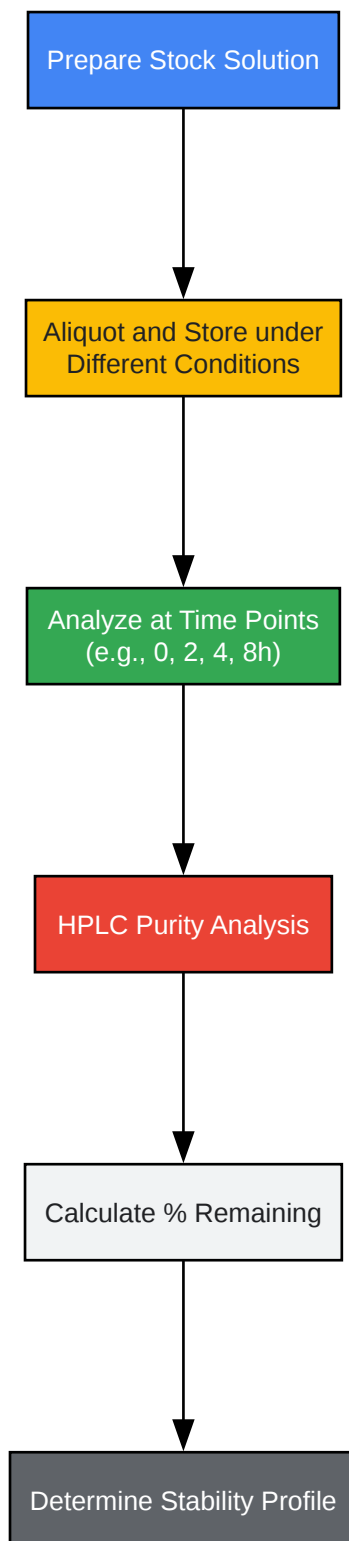 Prepare Stock Solution
Aliquot and Store under
Different Conditions
Analyze at Time Points
(e.g., 0, 2, 4, 8h)
HPLC Purity Analysis
Calculate % Remaining
Determine Stability Profile